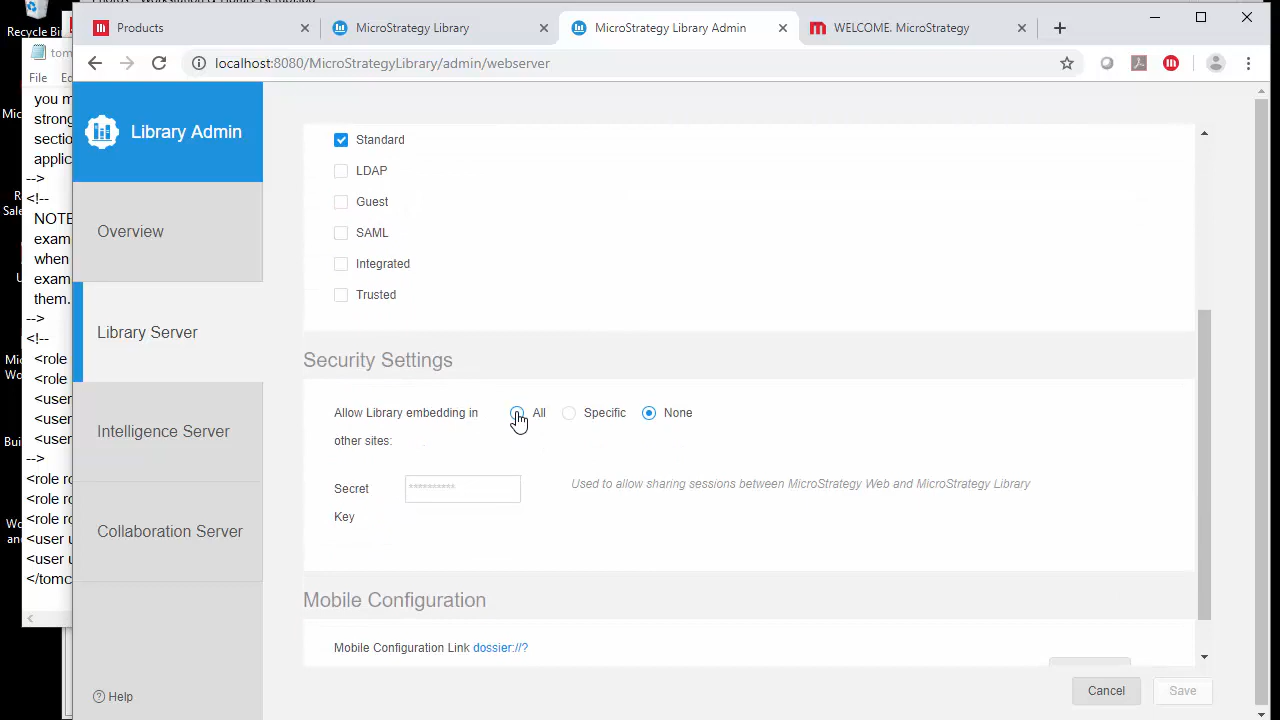 Recycle Bin
Products
MicroStrategy Library
MicroStrategy Library Admin
WELCOME. MicroStrategy
tom
File
localhost:8080/MicroStrategyLibrary/admin/webserver
you m
strong
section
applic
-->
<!--
NOTE
examp
when
examp
them.
-->
<!--
<role
<role
<user
<user
<user
-->
<role ro
<role ro
<role ro
<user u
<user u
</tomc
Library Admin
Overview
Library Server
Intelligence Server
Collaboration Server
Help
Standard
LDAP
Guest
SAML
Integrated
Trusted
Security Settings
Allow Library embedding in
other sites:
All
Specific
None
Secret
Key
**********
Used to allow sharing sessions between MicroStrategy Web and MicroStrategy Library
Mobile Configuration
Mobile Configuration Link dossier://?
Cancel
Save